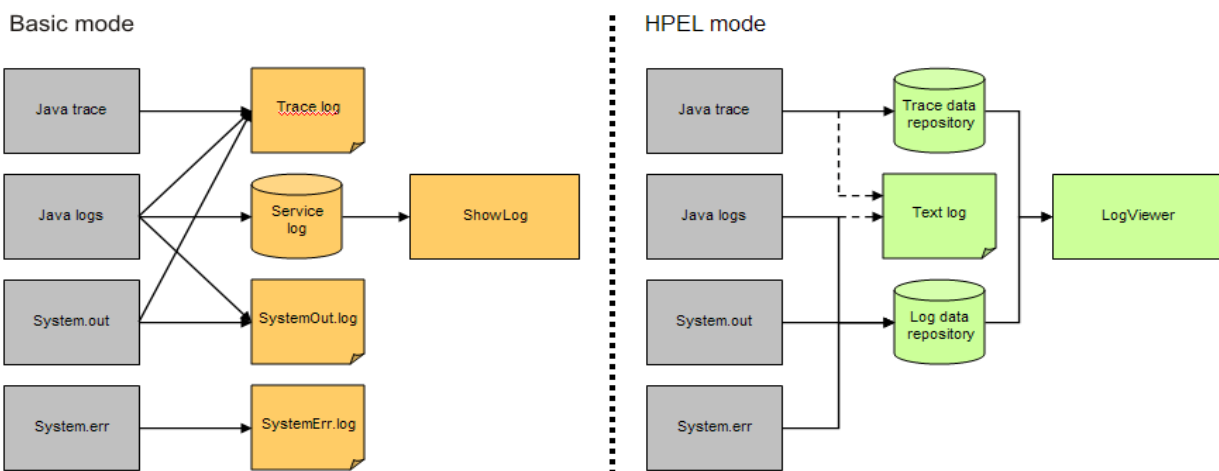 Basic mode
Java trace
Trace.log
Java logs
Service
log
ShowLog
System.out
SystemOut.log
System.err
SystemErr.log
HPEL mode
Java trace
Trace data
repository
Java logs
Text log
LogViewer
System.out
Log data
repository
System.err